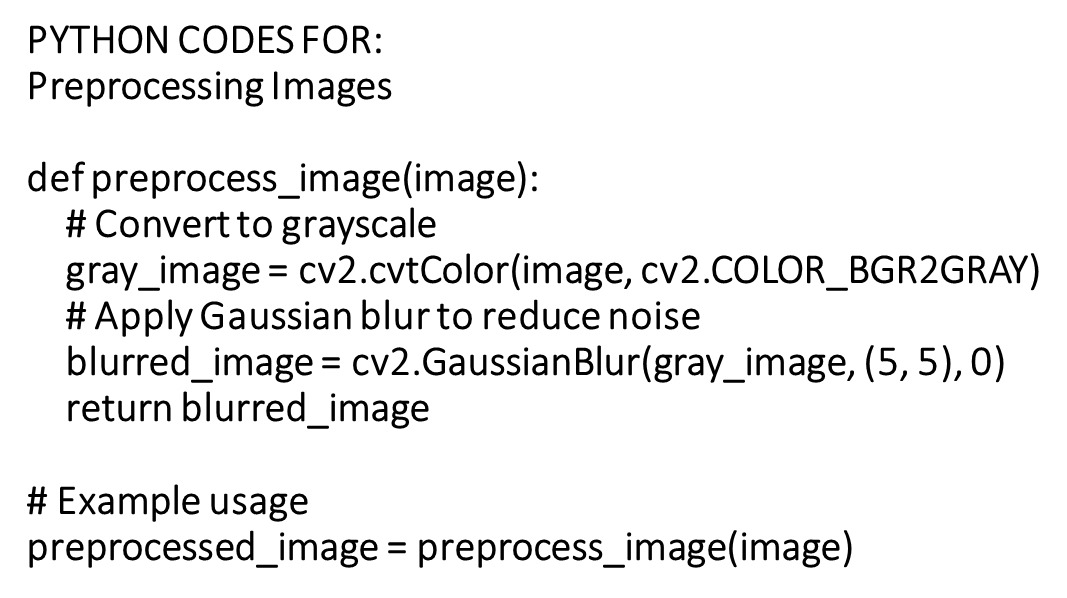 PYTHON CODES FOR:
Preprocessing Images
def preprocess_image(image):
# Convert to grayscale
gray_image = cv2.cvtColor(image, cv2.COLOR_BGR2GRAY)
# Apply Gaussian blur to reduce noise
blurred_image = cv2.GaussianBlur(gray_image, (5, 5), 0)
return blurred_image
# Example usage
preprocessed_image = preprocess_image(image)